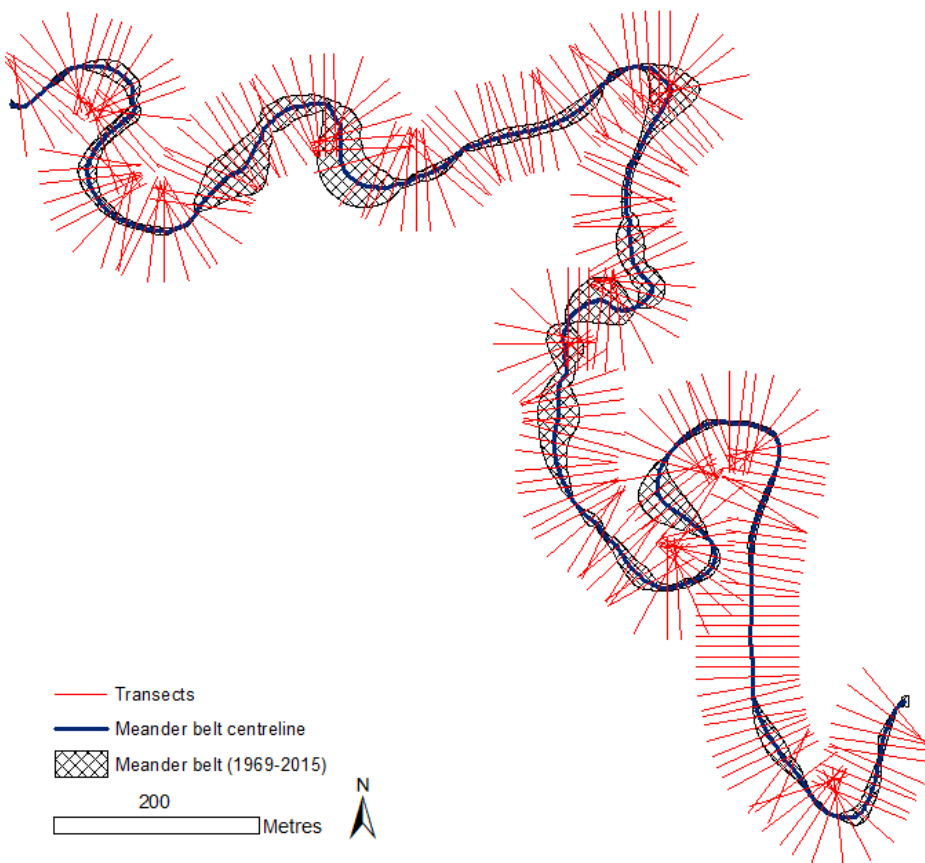 Transects
Meander belt centreline
Meander belt (1969-2015)
200
Metres
N